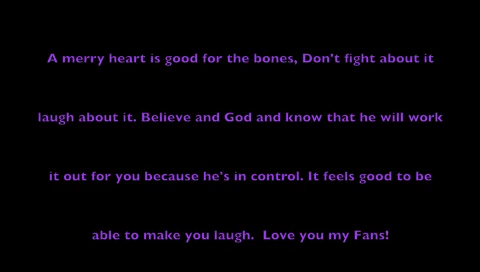 A merry heart is good for the bones, Don't fight about it
laugh about it. Believe and God and know that he will work
it out for you because he's in control. It feels good to be
able to make you laugh.  Love you my Fans!